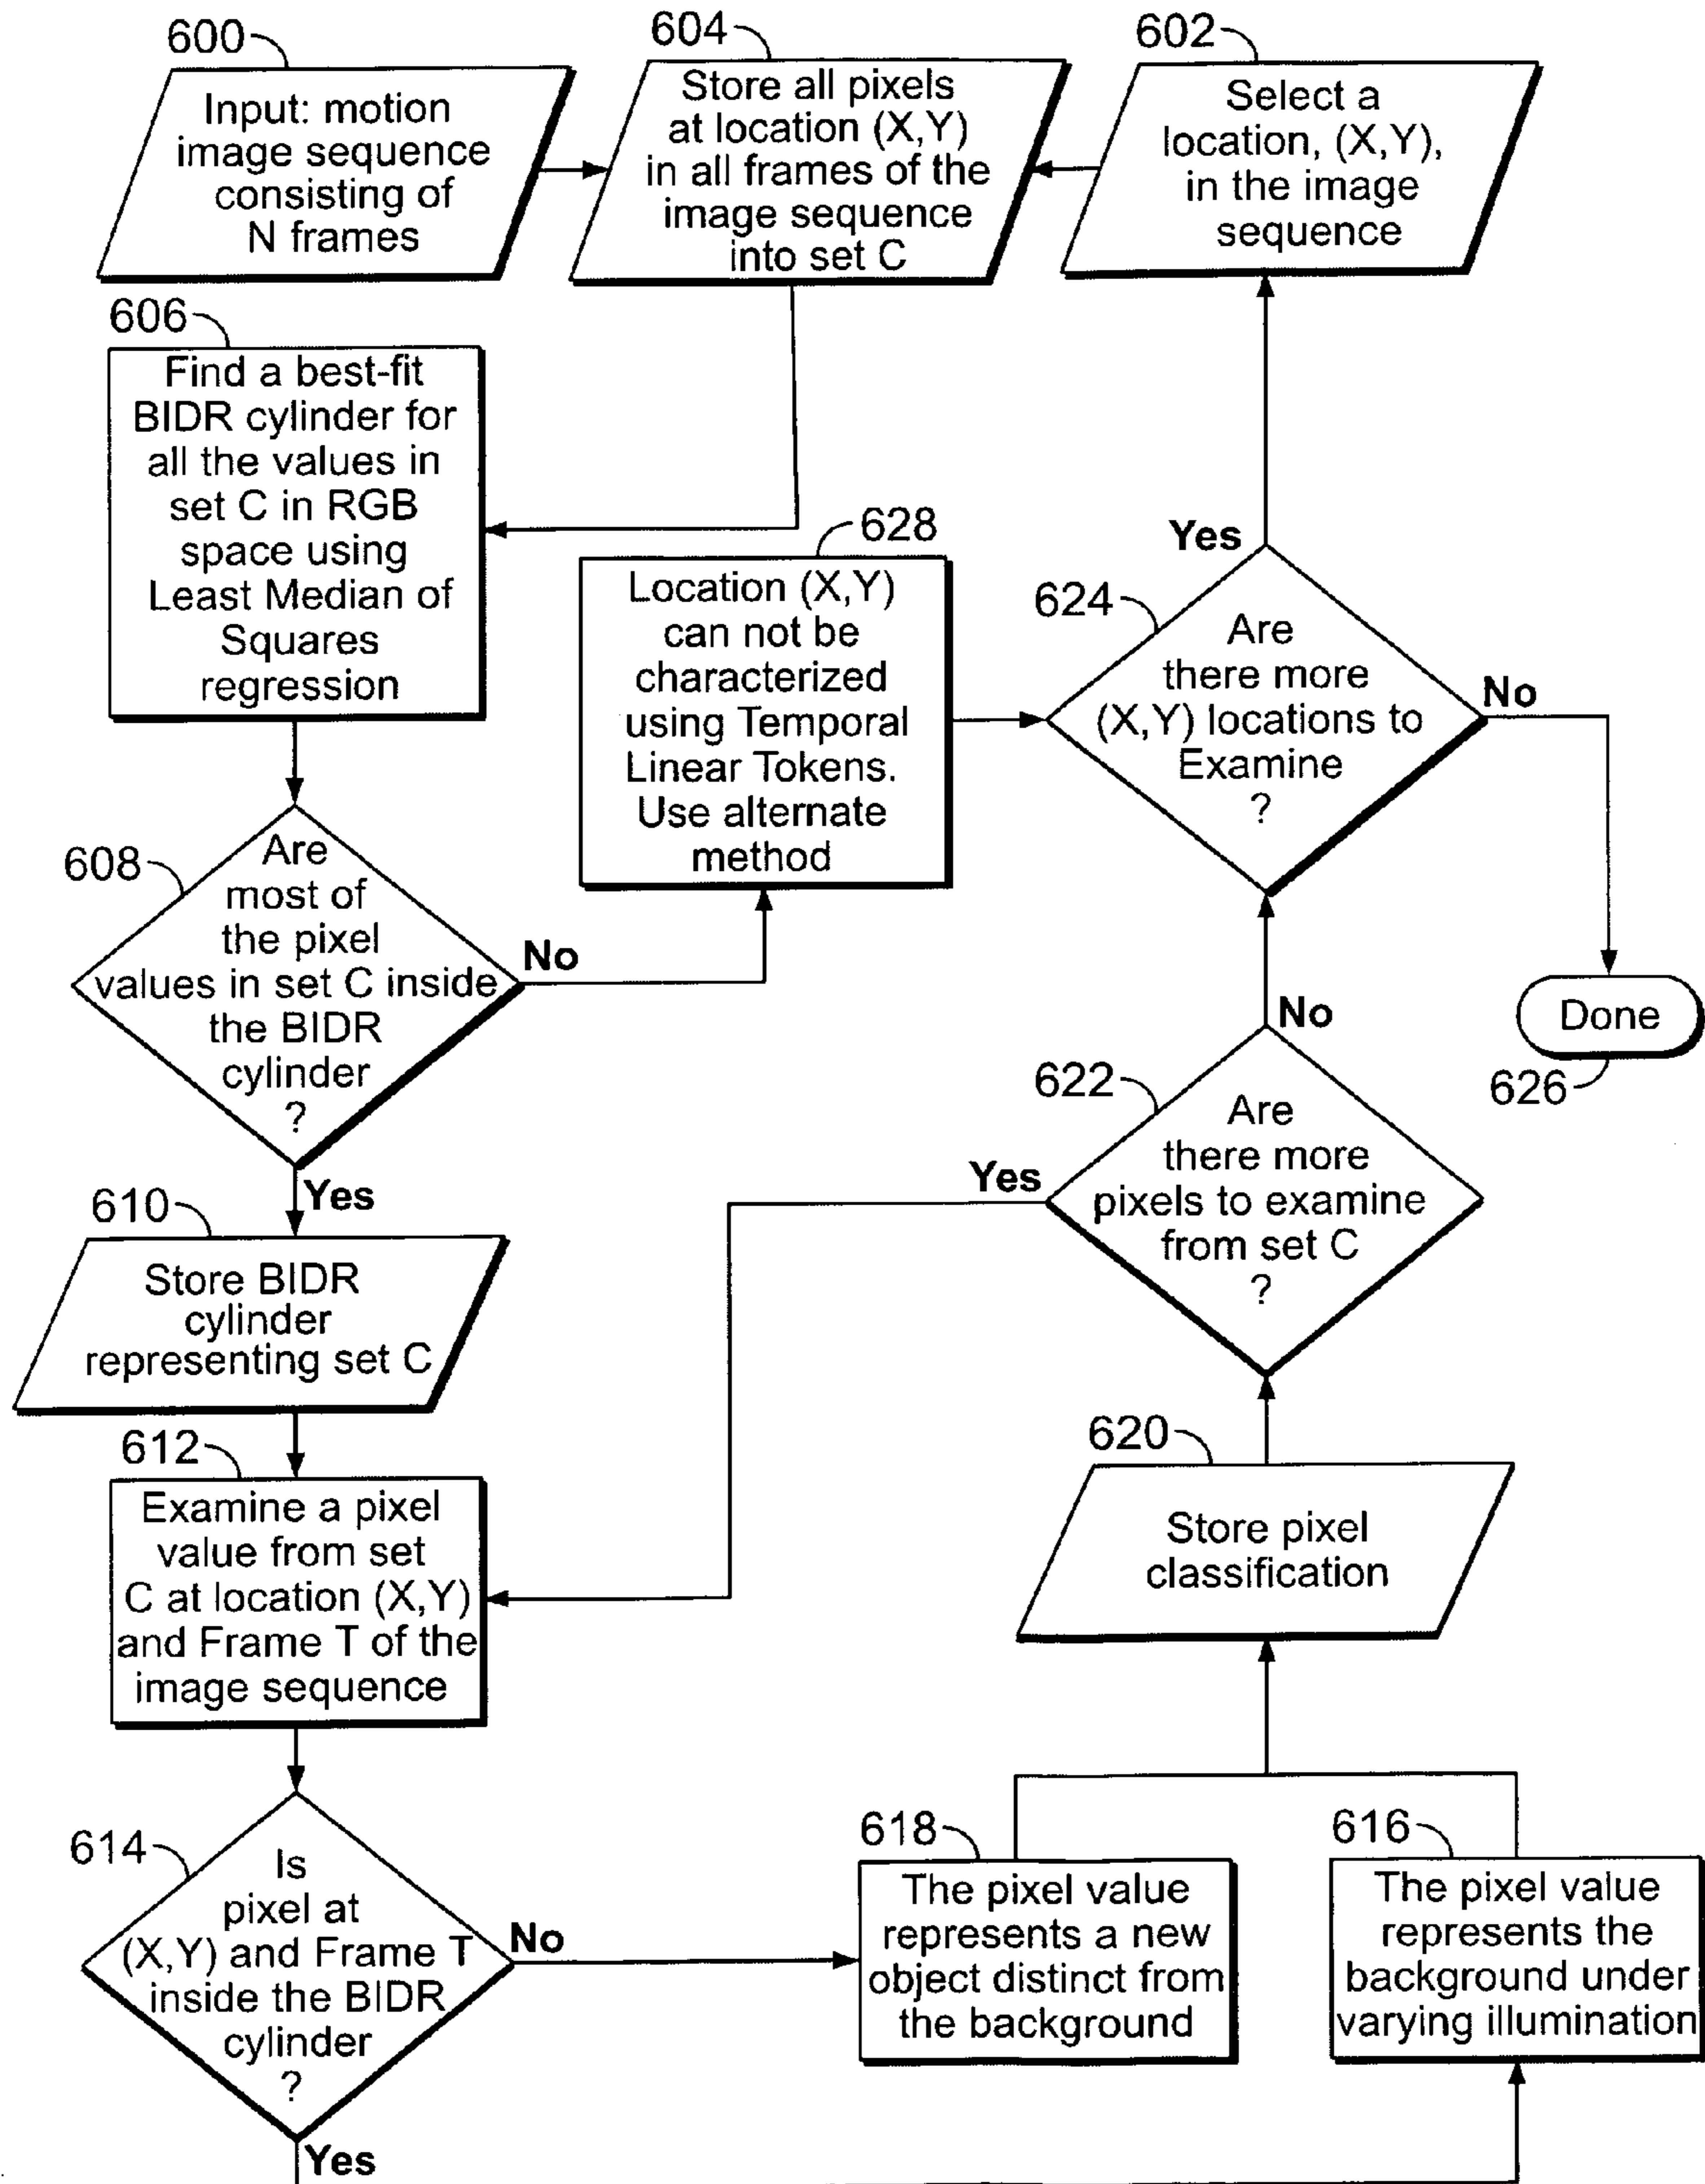 600
Input: motion
image sequence
consisting of
N frames
604
Store all pixels
at location (X,Y)
in all frames of the
image sequence
into set C
602
Select a
location, (X,Y),
in the image
sequence
606
Find a best-fit
BIDR cylinder for
all the values in
set C in RGB
space using
Least Median of
Squares
regression
628
Location (X,Y)
can not be
characterized
using Temporal
Linear Tokens.
Use alternate
method
Yes
624
Are
there more
(X,Y) locations to
Examine
?
No
608
Are
most of
the pixel
values in set C inside
the BIDR
cylinder
?
No
Done
626
No
622
Are
there more
pixels to examine
from set C
?
Yes
Yes
610
Store BIDR
cylinder
representing set C
612
Examine a pixel
value from set
C at location (X,Y)
and Frame T of the
image sequence
620
Store pixel
classification
614
Is
pixel at
(X,Y) and Frame T
inside the BIDR
cylinder
?
No
618
The pixel value
represents a new
object distinct from
the background
616
The pixel value
represents the
background under
varying illumination
Yes